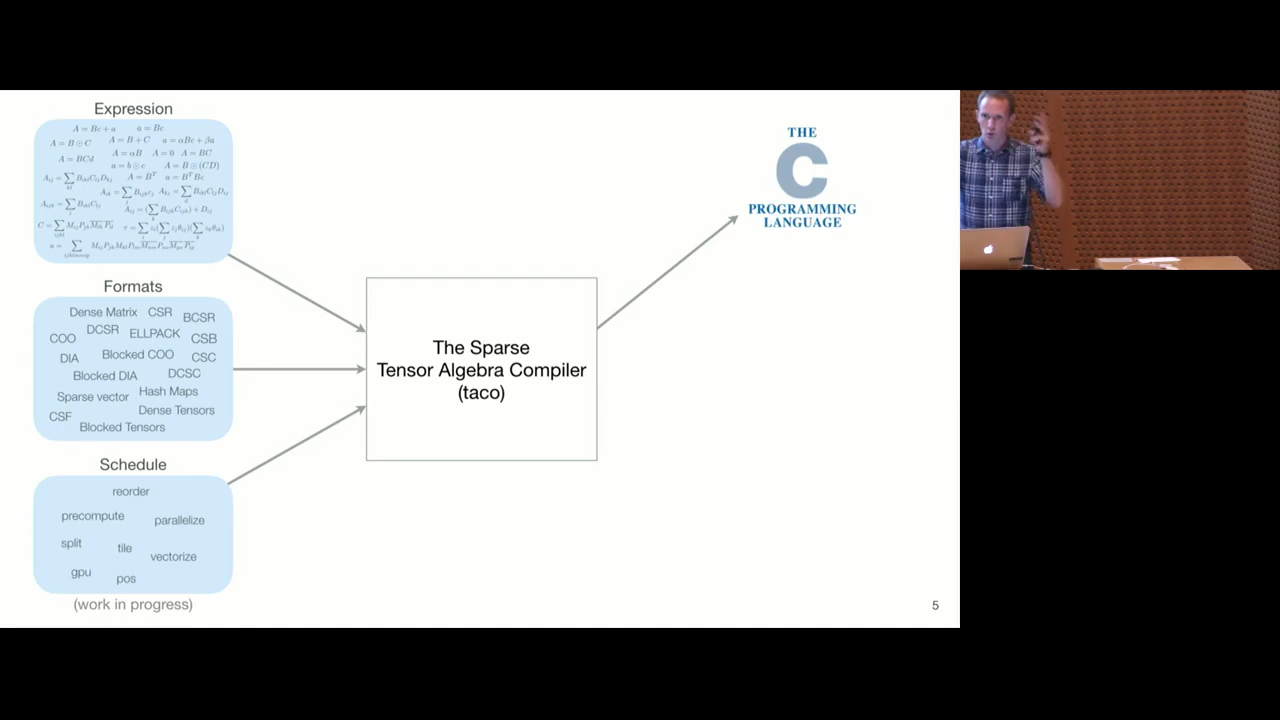 Expression
A = Bc + a a = Bc
A = B ⊙ C A = B + C a = αBc + βa
A = αB A = 0 A = BC
A = BCd a = b ⊙ c A = B ⊙ (CD)
A = B^T a = B^T Bc
Formats
Dense Matrix CSR BCSR
COO DCSR ELLPACK CSB
DIA Blocked COO CSC
Blocked DIA DCSC
Sparse vector Hash Maps
CSF Dense Tensors
Blocked Tensors
Schedule
reorder
precompute parallelize
split tile vectorize
gpu pos
(work in progress)
The Sparse
Tensor Algebra Compiler
(taco)
THE
C
PROGRAMMING
LANGUAGE
5